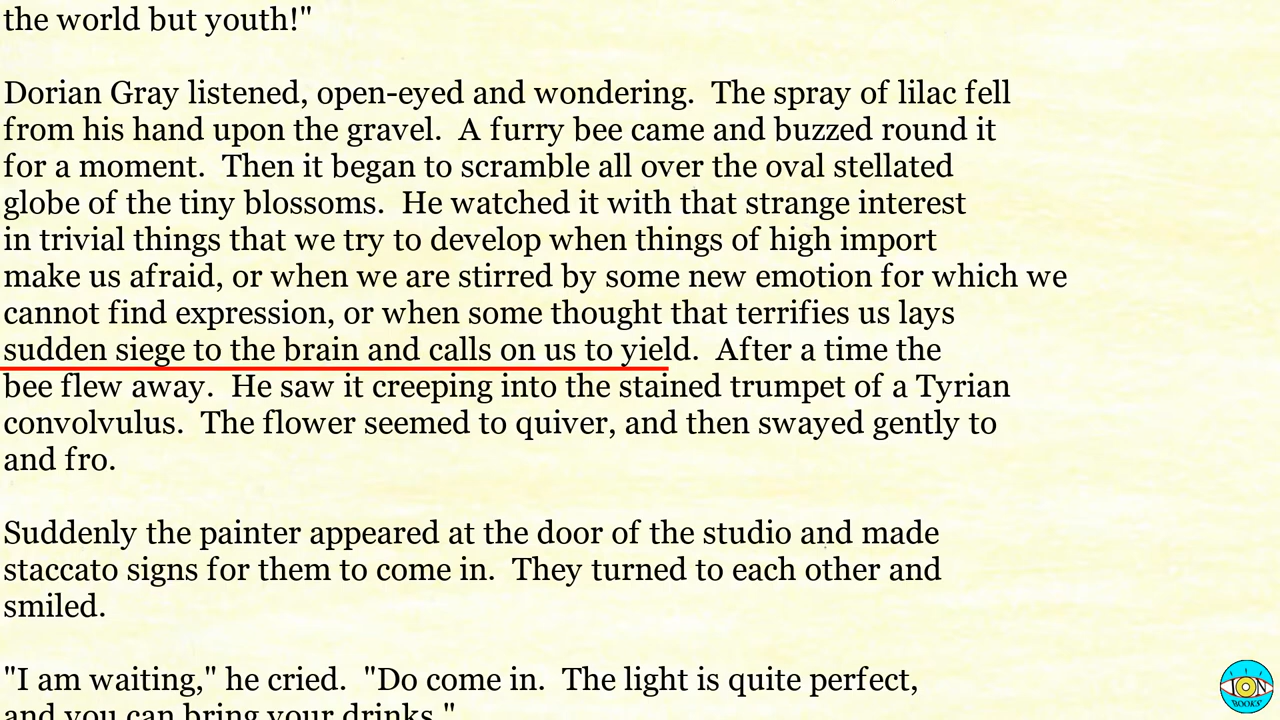 the world but youth!"
Dorian Gray listened, open-eyed and wondering.  The spray of lilac fell
from his hand upon the gravel.  A furry bee came and buzzed round it
for a moment.  Then it began to scramble all over the oval stellated
globe of the tiny blossoms.  He watched it with that strange interest
in trivial things that we try to develop when things of high import
make us afraid, or when we are stirred by some new emotion for which we
cannot find expression, or when some thought that terrifies us lays
sudden siege to the brain and calls on us to yield.  After a time the
bee flew away.  He saw it creeping into the stained trumpet of a Tyrian
convolvulus.  The flower seemed to quiver, and then swayed gently to
and fro.
Suddenly the painter appeared at the door of the studio and made
staccato signs for them to come in.  They turned to each other and
smiled.
"I am waiting," he cried.  "Do come in.  The light is quite perfect,
and you can bring your drinks."
ION
BOOKS